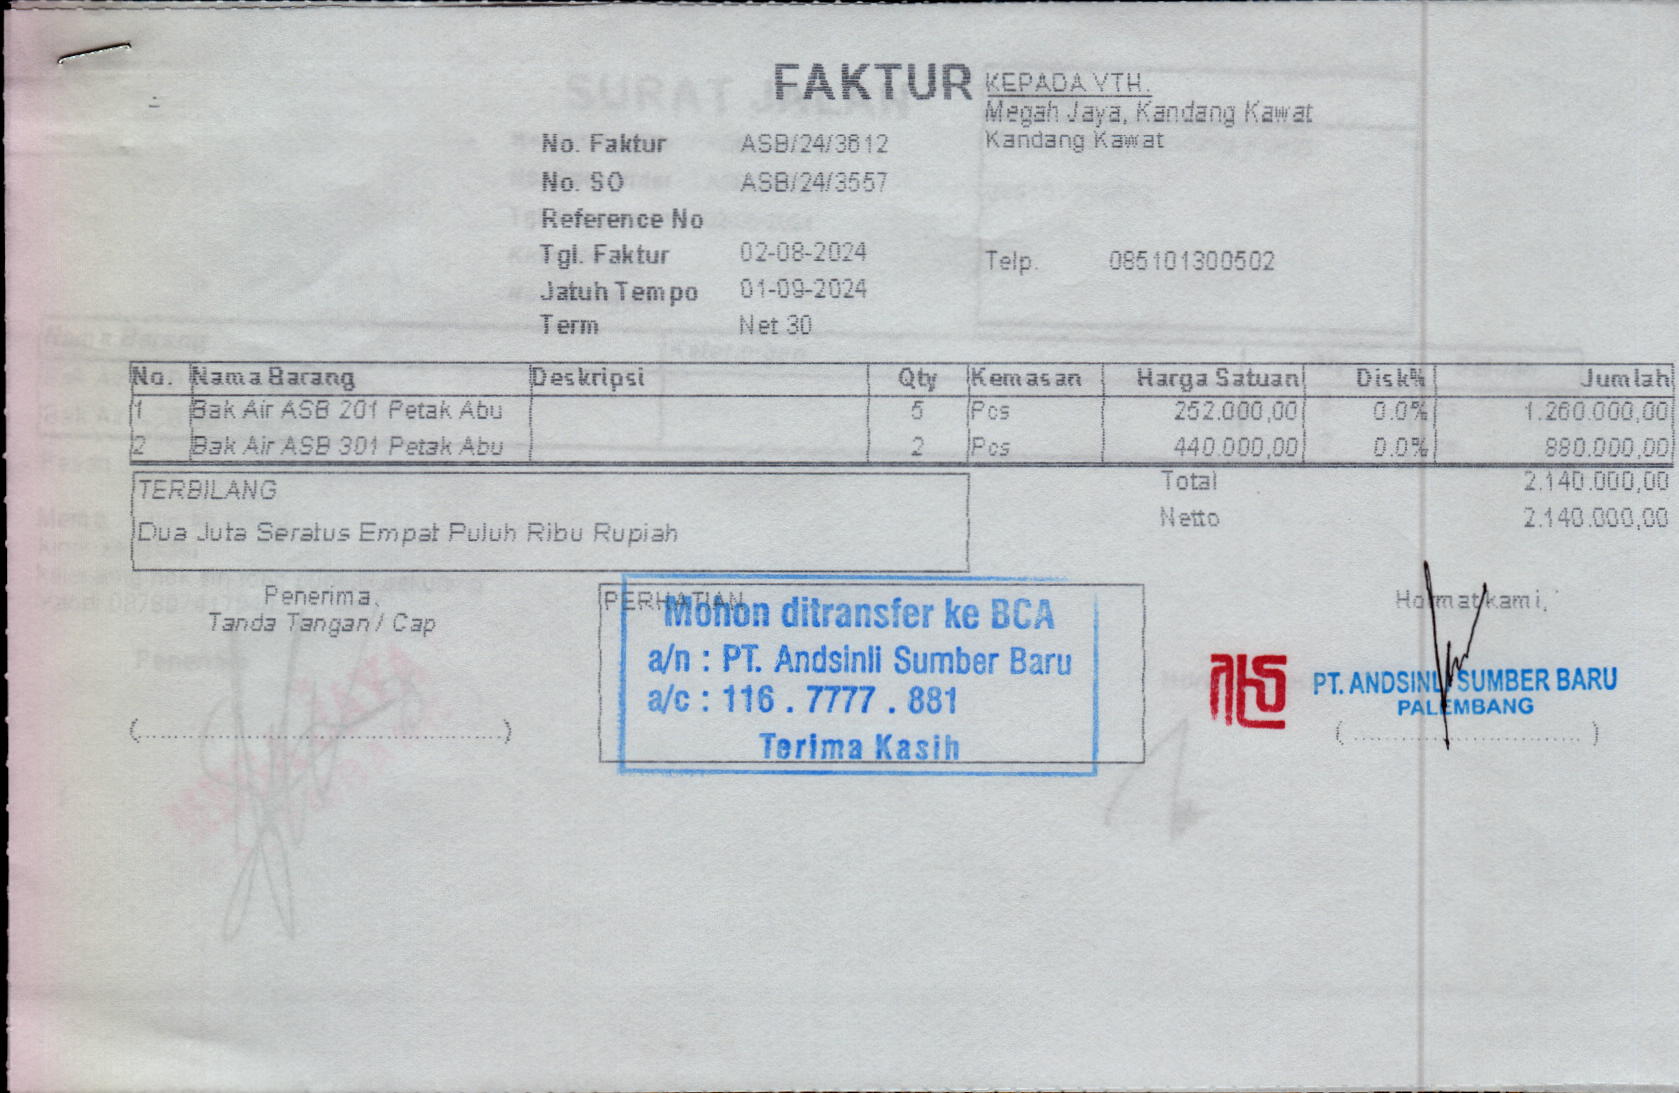 FAKTUR
KEPADA YTH.
Megah Jaya, Kandang Kawat
Kandang Kawat
Telp. 085101300502
No. Faktur ASB/24/3612
No. SO ASB/24/3557
Reference No
Tgl. Faktur 02-08-2024
Jatuh Tempo 01-09-2024
Term Net 30
No. Nama Barang Deskripsi Qty Kemasan Harga Satuan Disk% Jumlah
1 Bak Air ASB 201 Petak Abu 5 Pcs 252.000,00 0.0% 1.260.000,00
2 Bak Air ASB 301 Petak Abu 2 Pcs 440.000,00 0.0% 880.000,00
Total 2.140.000,00
Netto 2.140.000,00
TERBILANG
Dua Juta Seratus Empat Puluh Ribu Rupiah
Penerima,
Tanda Tangan / Cap
(........................................................)
PERHATIAN
Mohon ditransfer ke BCA
a/n : PT. Andsinli Sumber Baru
a/c : 116 . 7777 . 881
Terima Kasih
Hormat kami,
PT. ANDSINLI SUMBER BARU
PALEMBANG
(...................................)
SURAT JALAN